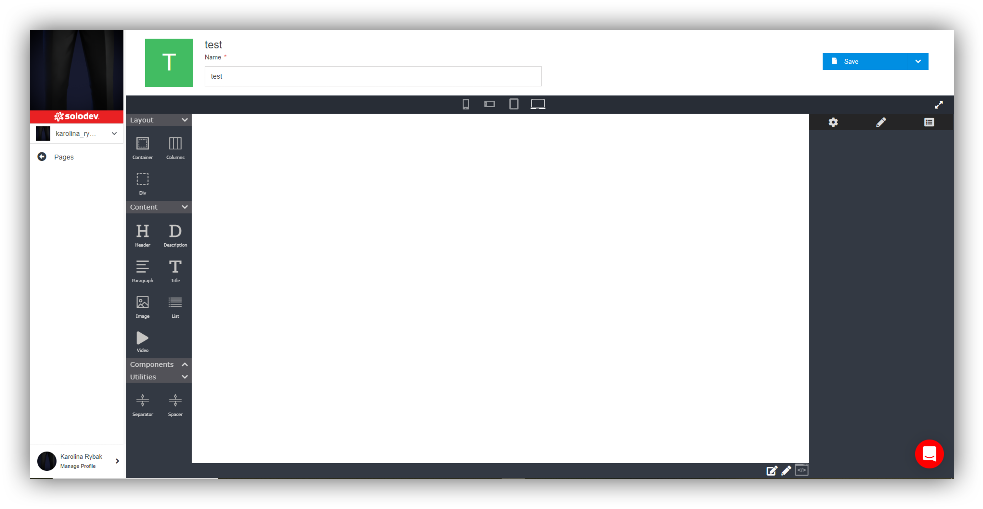 test
Name *
T
test
Save
solodev
karolina_ry...
Pages
Layout
Container
Columns
Div
Content
H
D
Header
Description
T
Paragraph
Title
Image
List
Video
Components
Utilities
Separator
Spacer
Karolina Rybak
Manage Profile
</>